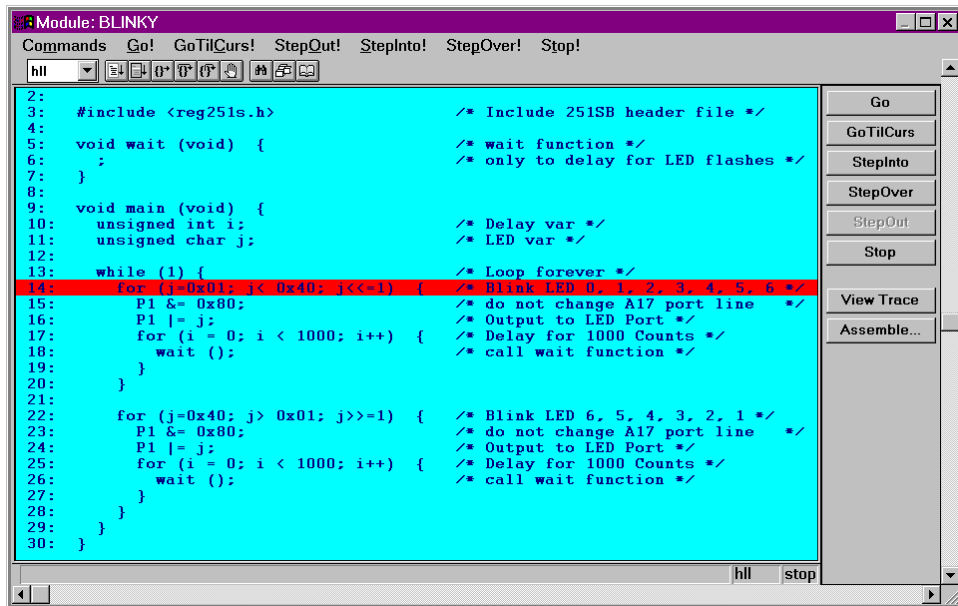 Module: BLINKY
Commands Go! GoTilCurs! StepOut! StepInto! StepOver! Stop!
hll
2:
3: #include <reg251s.h> /* Include 251SB header file */
4:
5: void wait (void) { /* wait function */
6: ; /* only to delay for LED flashes */
7: }
8:
9: void main (void) {
10: unsigned int i; /* Delay var */
11: unsigned char j; /* LED var */
12:
13: while (1) { /* Loop forever */
14: for (j=0x01; j< 0x40; j<<=1) { /* Blink LED 0, 1, 2, 3, 4, 5, 6 */
15: P1 &= 0x80; /* do not change A17 port line */
16: P1 |= j; /* Output to LED Port */
17: for (i = 0; i < 1000; i++) { /* Delay for 1000 Counts */
18: wait (); /* call wait function */
19: }
20: }
21:
22: for (j=0x40; j> 0x01; j>>=1) { /* Blink LED 6, 5, 4, 3, 2, 1 */
23: P1 &= 0x80; /* do not change A17 port line */
24: P1 |= j; /* Output to LED Port */
25: for (i = 0; i < 1000; i++) { /* Delay for 1000 Counts */
26: wait (); /* call wait function */
27: }
28: }
29: }
30: }
Go
GoTilCurs
StepInto
StepOver
StepOut
Stop
View Trace
Assemble...
hll stop